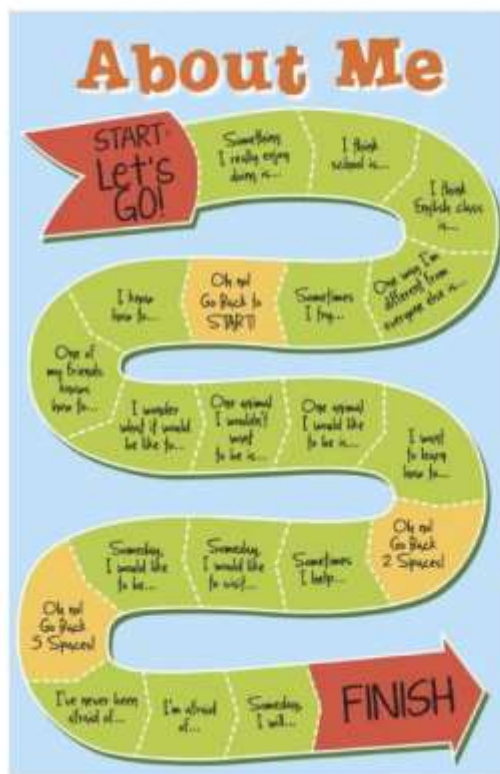 About Me
START-
Let's
GO!
Something
I really enjoy
doing is...
I think
school is...
I think
English class
is...
One way I'm
different from
everyone else is...
Sometimes
I try...
Oh no!
Go Back to
START!
I know
how to...
One of
my friends
knows
how to...
I wonder
what it would
be like to...
One animal
I wouldn't
want
to be is...
One animal
I would like
to be is...
I want
to learn
how to...
Oh no!
Go Back
2 Spaces!
Sometimes
I help...
Someday,
I would like
to visit...
Someday,
I would like
to be...
Oh no!
Go Back
5 Spaces!
I've never been
afraid of...
I'm afraid
of...
Someday,
I will...
FINISH